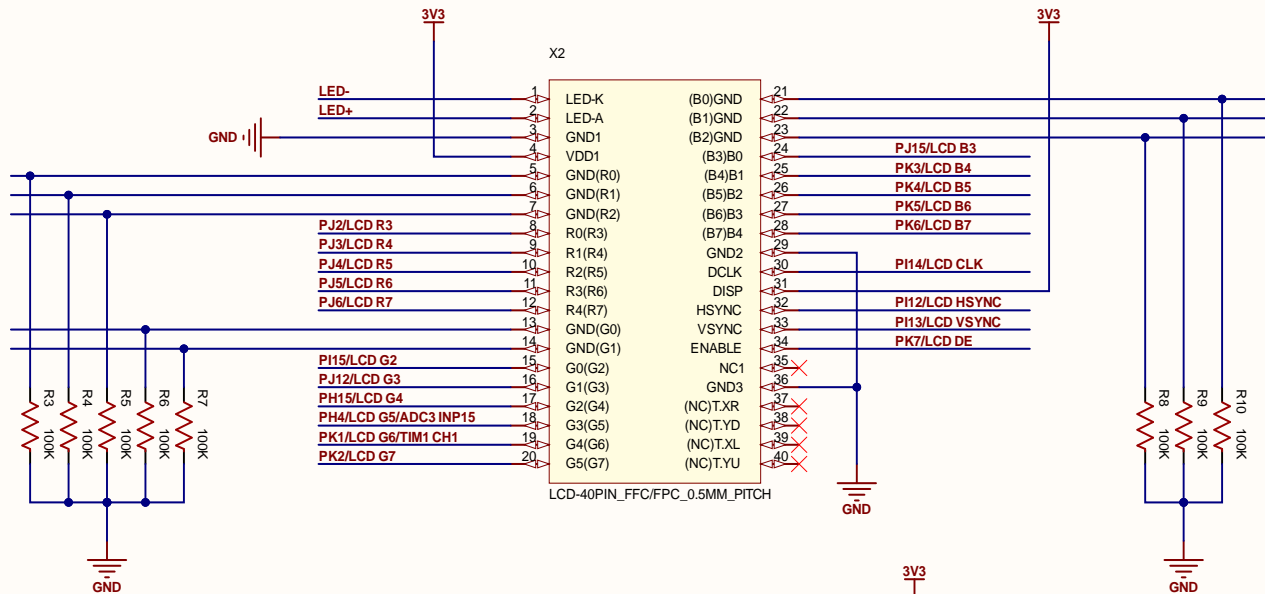 3V3
3V3
X2
LED- 1 LED-K (B0)GND 21
LED+ 2 LED-A (B1)GND 22
GND 3 GND1 (B2)GND 23
4 VDD1 (B3)B0 24 PJ15/LCD B3
5 GND(R0) (B4)B1 25 PK3/LCD B4
6 GND(R1) (B5)B2 26 PK4/LCD B5
7 GND(R2) (B6)B3 27 PK5/LCD B6
PJ2/LCD R3 8 R0(R3) (B7)B4 28 PK6/LCD B7
PJ3/LCD R4 9 R1(R4) GND2 29
PJ4/LCD R5 10 R2(R5) DCLK 30 PI14/LCD CLK
PJ5/LCD R6 11 R3(R6) DISP 31
PJ6/LCD R7 12 R4(R7) HSYNC 32 PI12/LCD HSYNC
13 GND(G0) VSYNC 33 PI13/LCD VSYNC
14 GND(G1) ENABLE 34 PK7/LCD DE
PI15/LCD G2 15 G0(G2) NC1 35
PJ12/LCD G3 16 G1(G3) GND3 36
PH15/LCD G4 17 G2(G4) (NC)T.XR 37
PH4/LCD G5/ADC3 INP15 18 G3(G5) (NC)T.YD 38
PK1/LCD G6/TIM1 CH1 19 G4(G6) (NC)T.XL 39
PK2/LCD G7 20 G5(G7) (NC)T.YU 40
R3 100K
R4 100K
R5 100K
R6 100K
R7 100K
R8 100K
R9 100K
R10 100K
LCD-40PIN_FFC/FPC_0.5MM_PITCH
GND
GND
GND
3V3